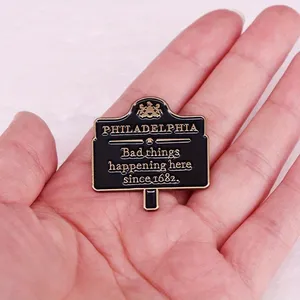 PHILADELPHIA
Bad things
happening here
since 1682.